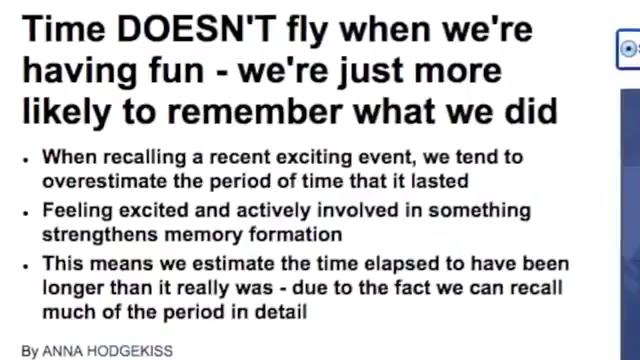 Time DOESN'T fly when we're
having fun - we're just more
likely to remember what we did
• When recalling a recent exciting event, we tend to
overestimate the period of time that it lasted
• Feeling excited and actively involved in something
strengthens memory formation
• This means we estimate the time elapsed to have been
longer than it really was - due to the fact we can recall
much of the period in detail
By ANNA HODGEKISS